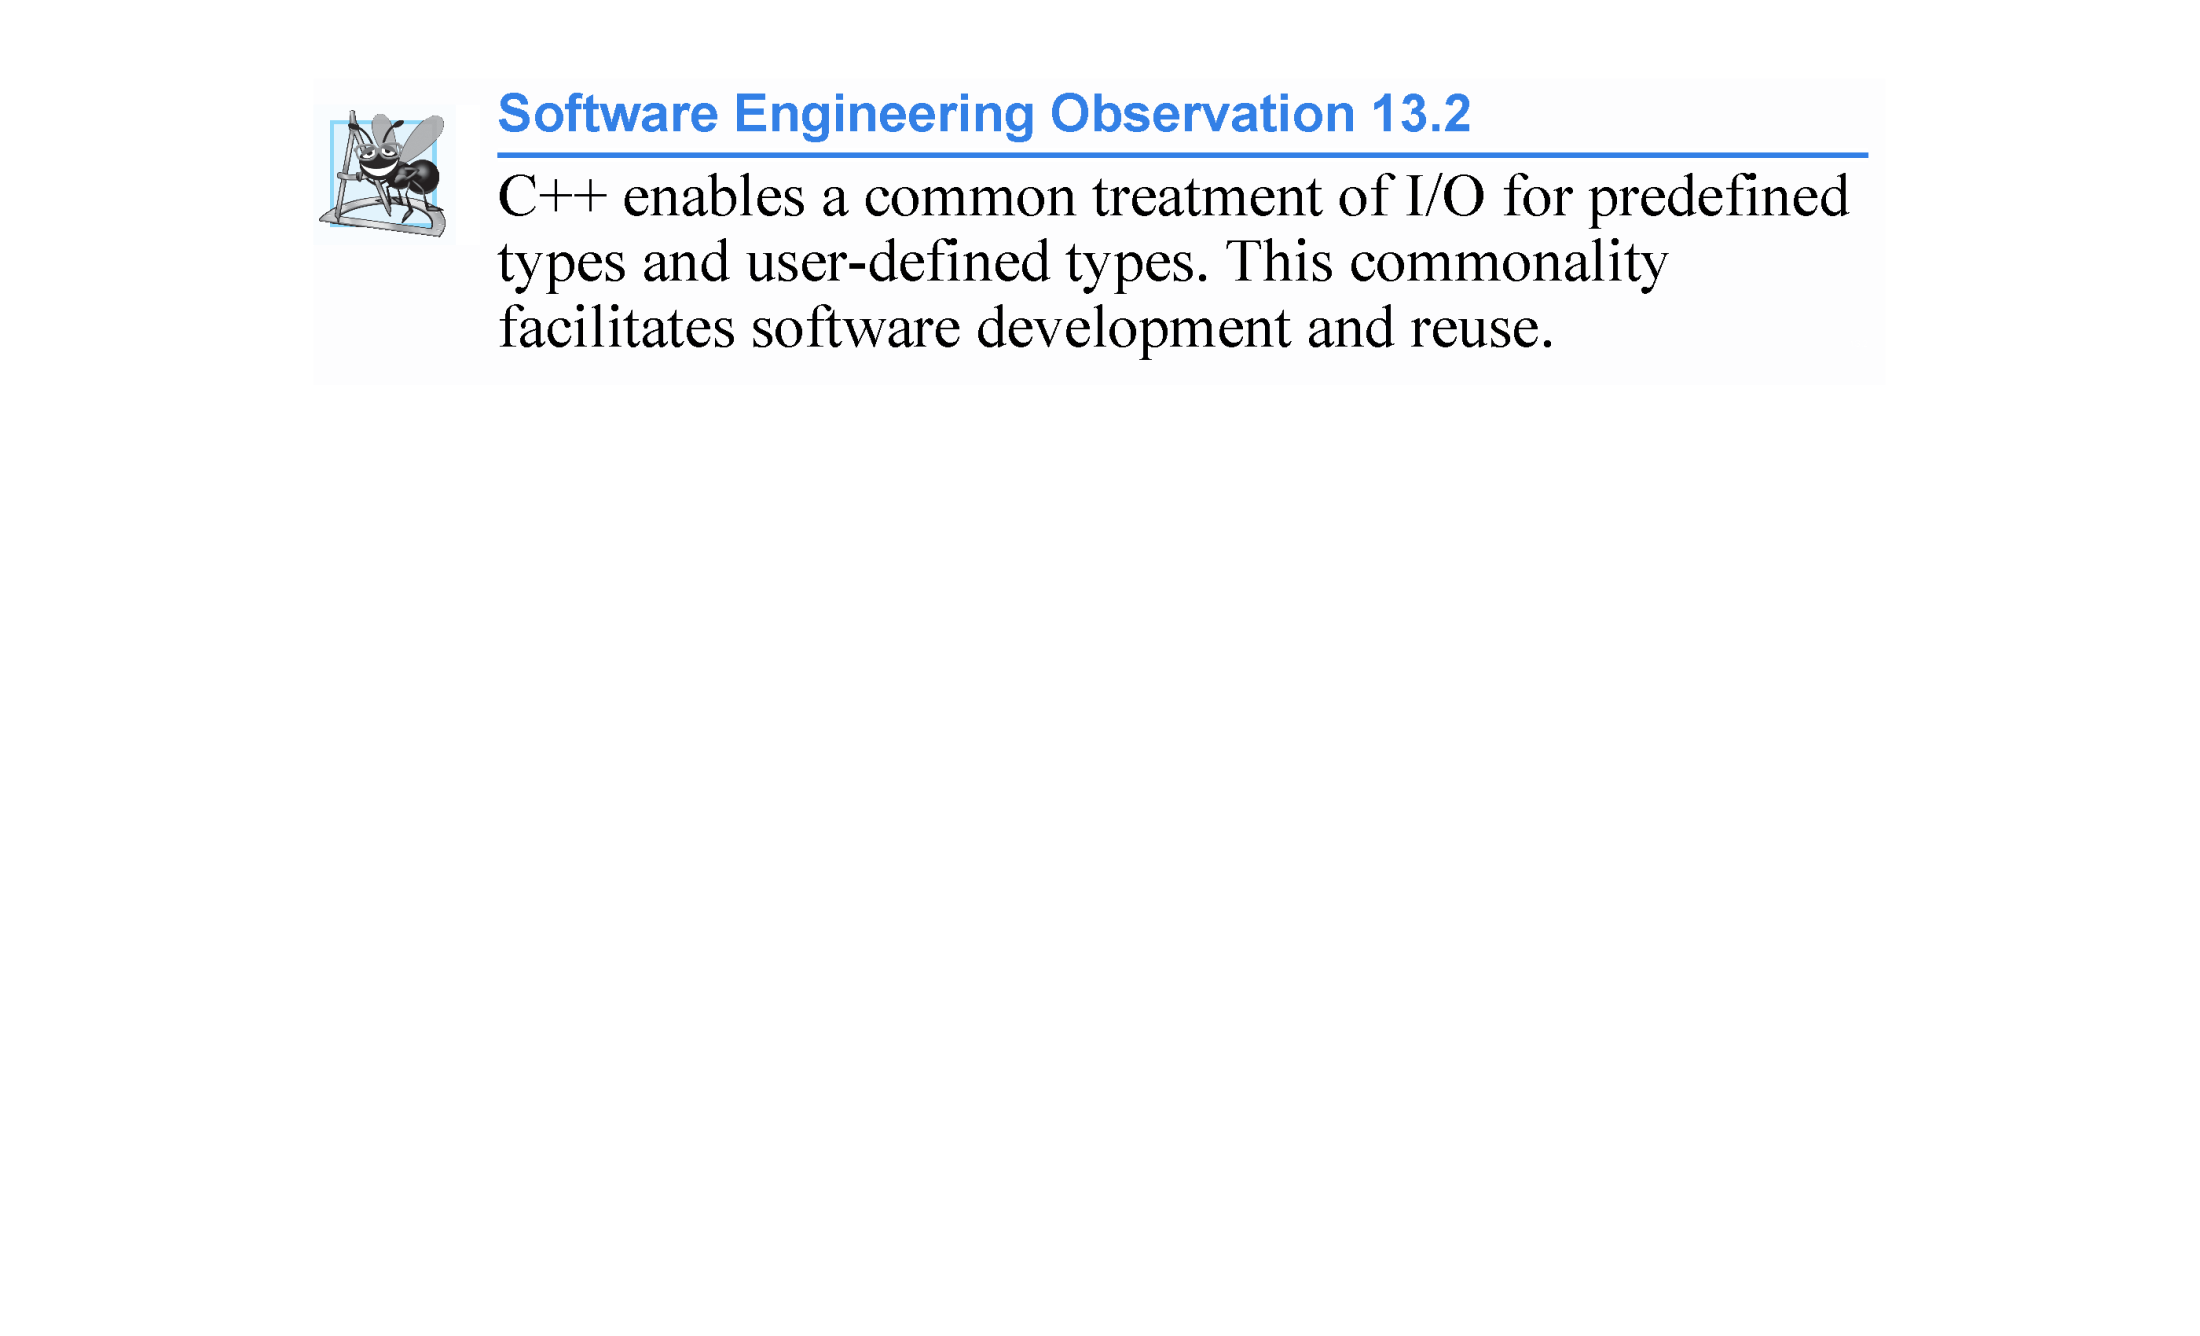 Software Engineering Observation 13.2
C++ enables a common treatment of I/O for predefined
types and user-defined types. This commonality
facilitates software development and reuse.